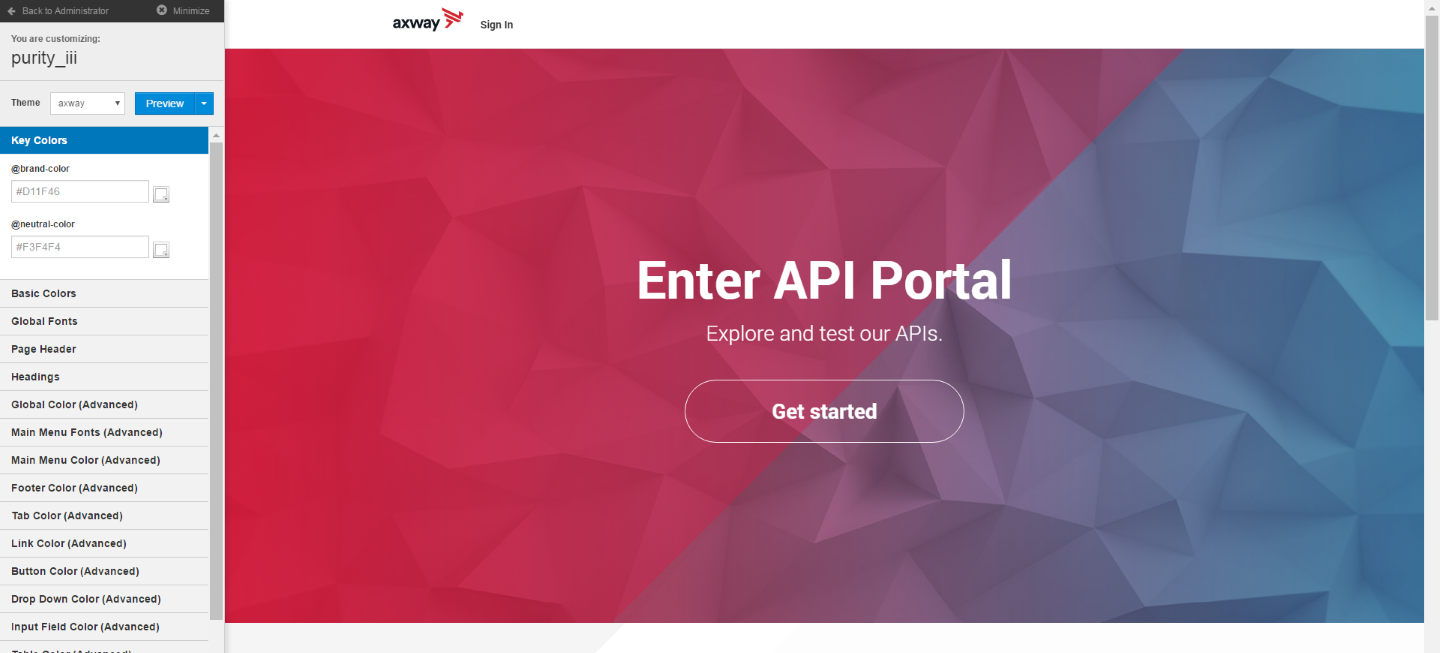 Back to Administrator
Minimize
You are customizing:
purity_iii
Theme
axway
Preview
Key Colors
@brand-color
#D11F46
@neutral-color
#F3F4F4
Basic Colors
Global Fonts
Page Header
Headings
Global Color (Advanced)
Main Menu Fonts (Advanced)
Main Menu Color (Advanced)
Footer Color (Advanced)
Tab Color (Advanced)
Link Color (Advanced)
Button Color (Advanced)
Drop Down Color (Advanced)
Input Field Color (Advanced)
Table Color (Advanced)
axway
Sign In
Enter API Portal
Explore and test our APIs.
Get started